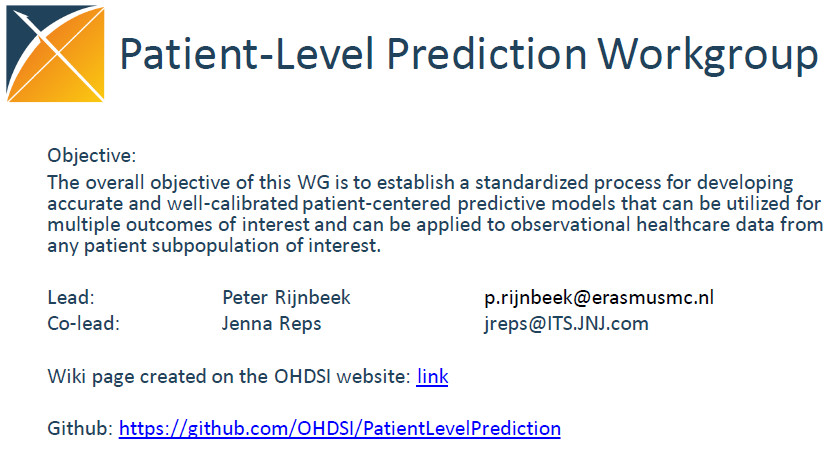 Patient-Level Prediction Workgroup
Objective:
The overall objective of this WG is to establish a standardized process for developing
accurate and well-calibrated patient-centered predictive models that can be utilized for
multiple outcomes of interest and can be applied to observational healthcare data from
any patient subpopulation of interest.
Lead: Peter Rijnbeek p.rijnbeek@erasmusmc.nl
Co-lead: Jenna Reps jreps@ITS.JNJ.com
Wiki page created on the OHDSI website: link
Github: https://github.com/OHDSI/PatientLevelPrediction